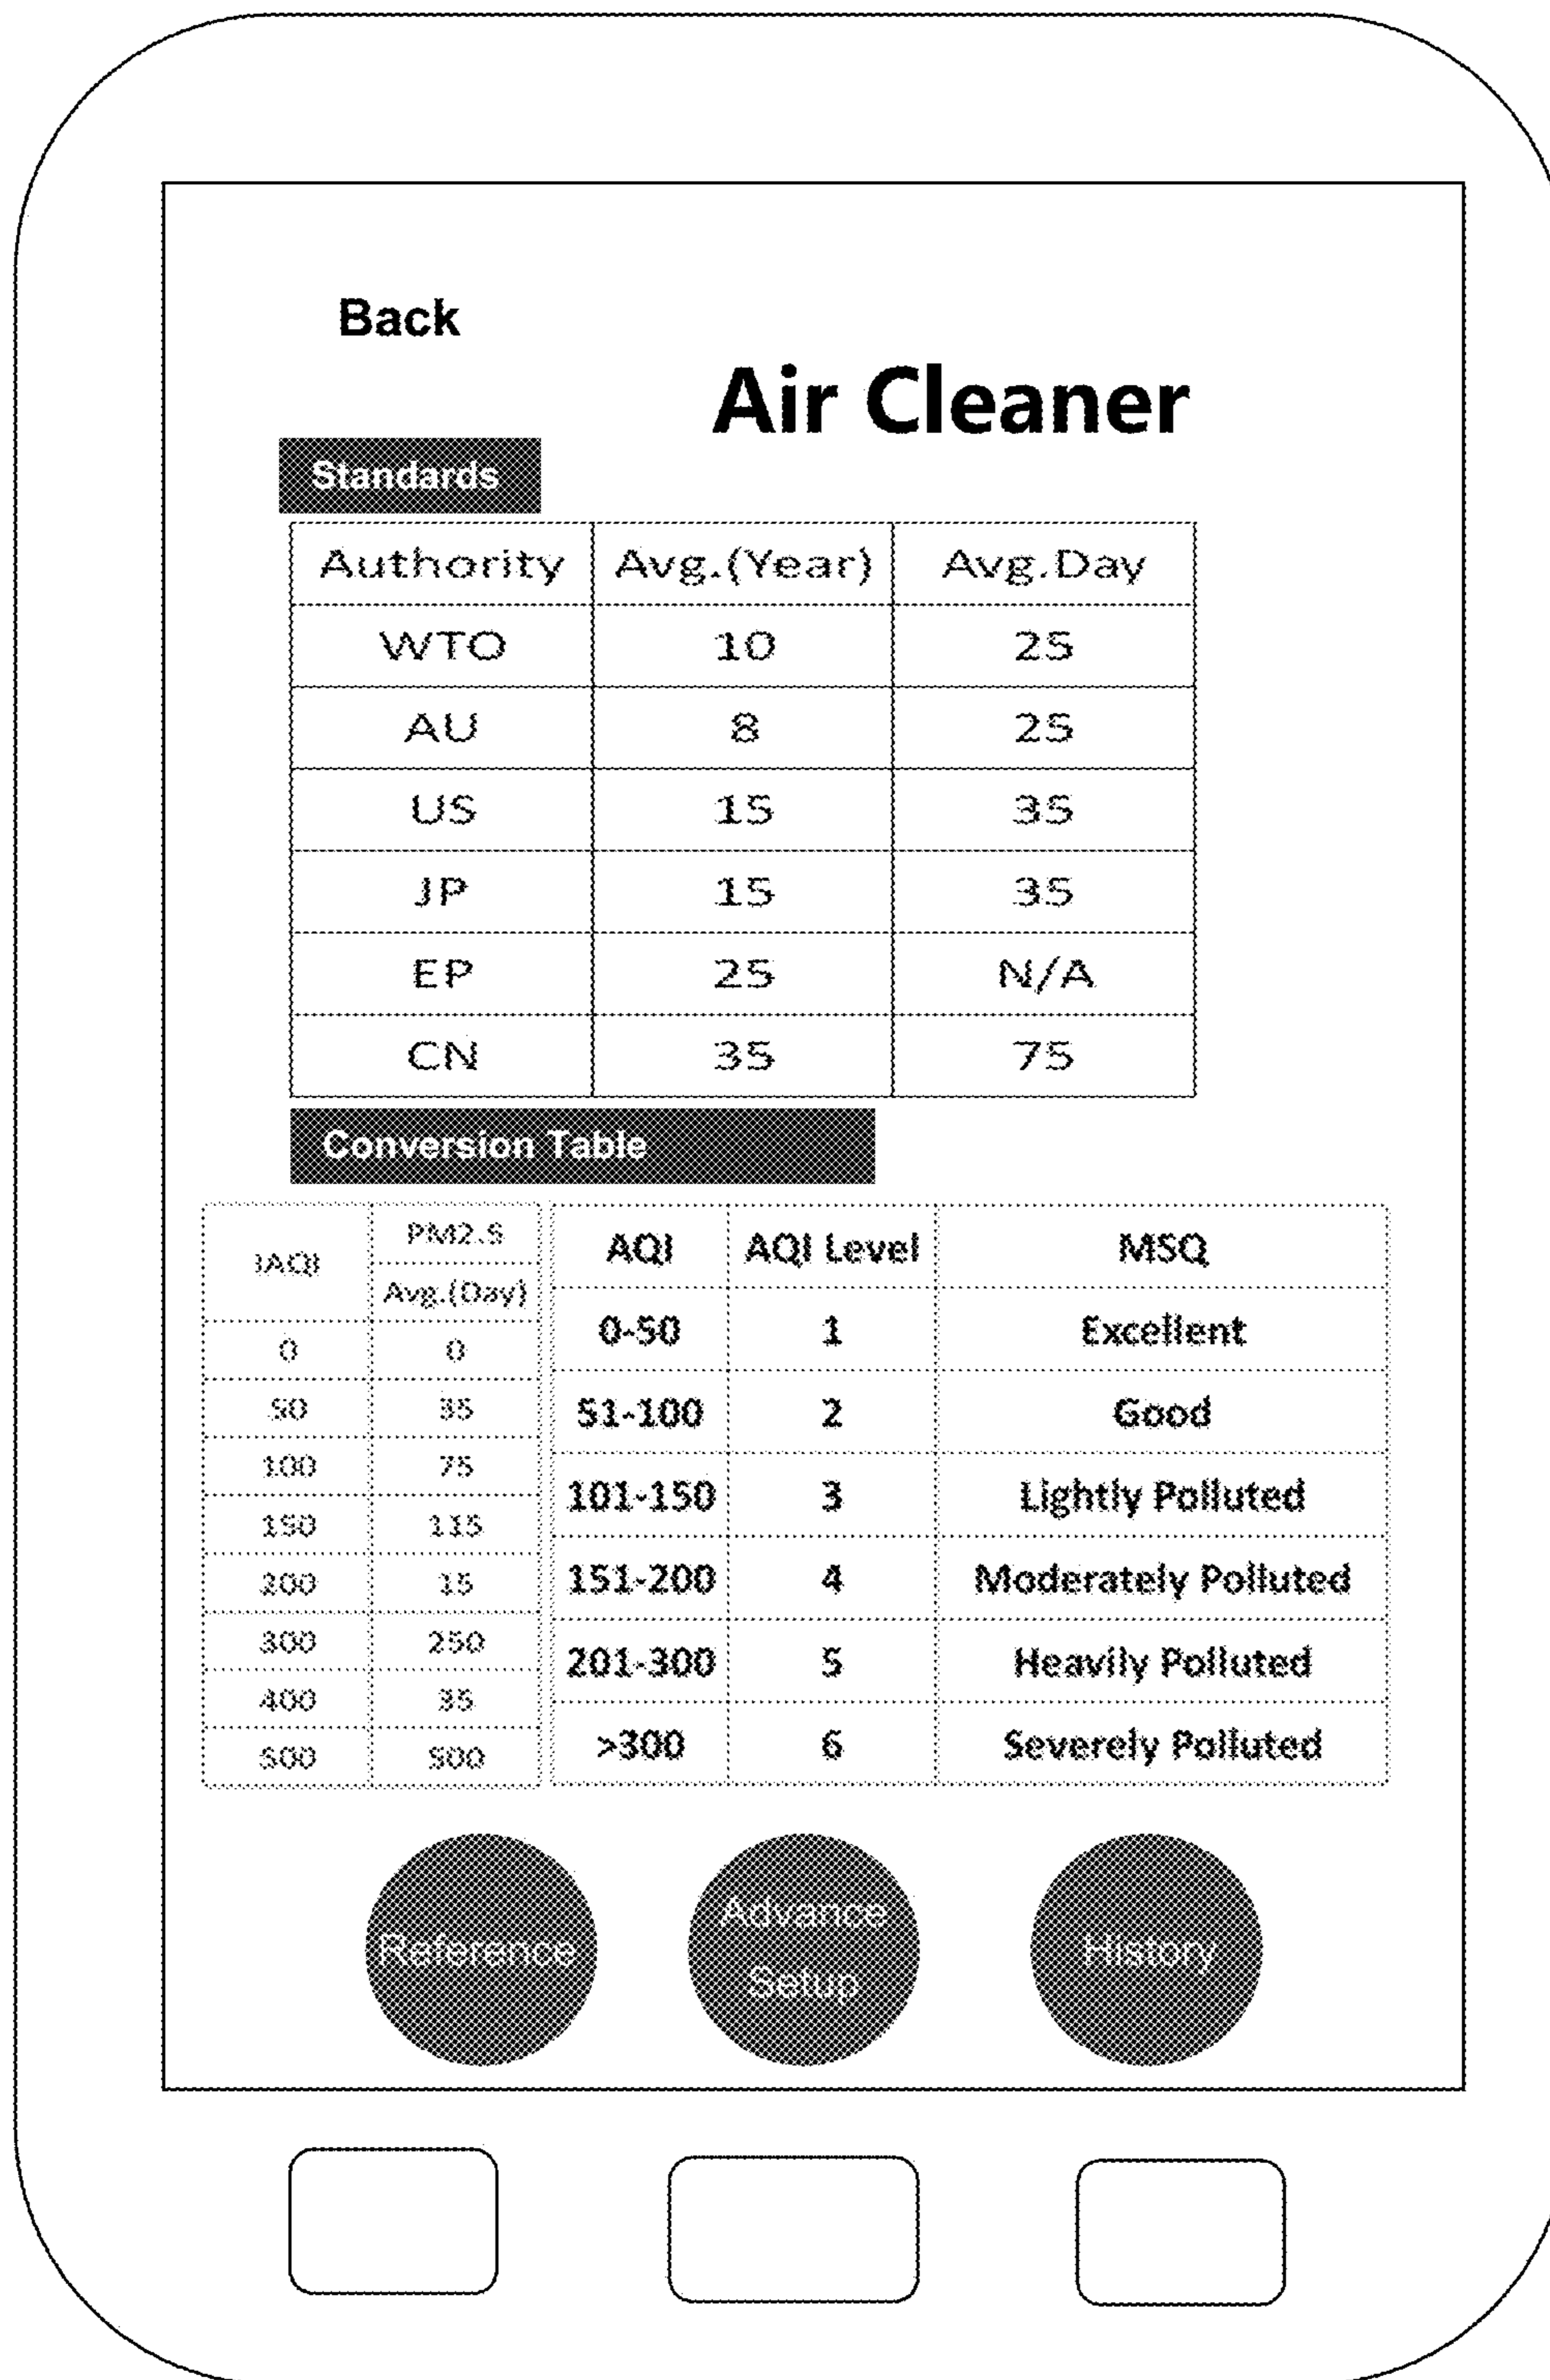 Back
Air Cleaner
Standards
Authority Avg.(Year) Avg.Day
WTO 10 25
AU 8 25
US 15 35
JP 15 35
EP 25 N/A
CN 35 75
Conversion Table
IAQI PM2.5
Avg.(Day)
0 0
50 35
100 75
150 115
200 15
300 250
400 35
500 500
AQI AQI Level MSQ
0-50 1 Excellent
51-100 2 Good
101-150 3 Lightly Polluted
151-200 4 Moderately Polluted
201-300 5 Heavily Polluted
>300 6 Severely Polluted
Reference
Advance
Setup
History